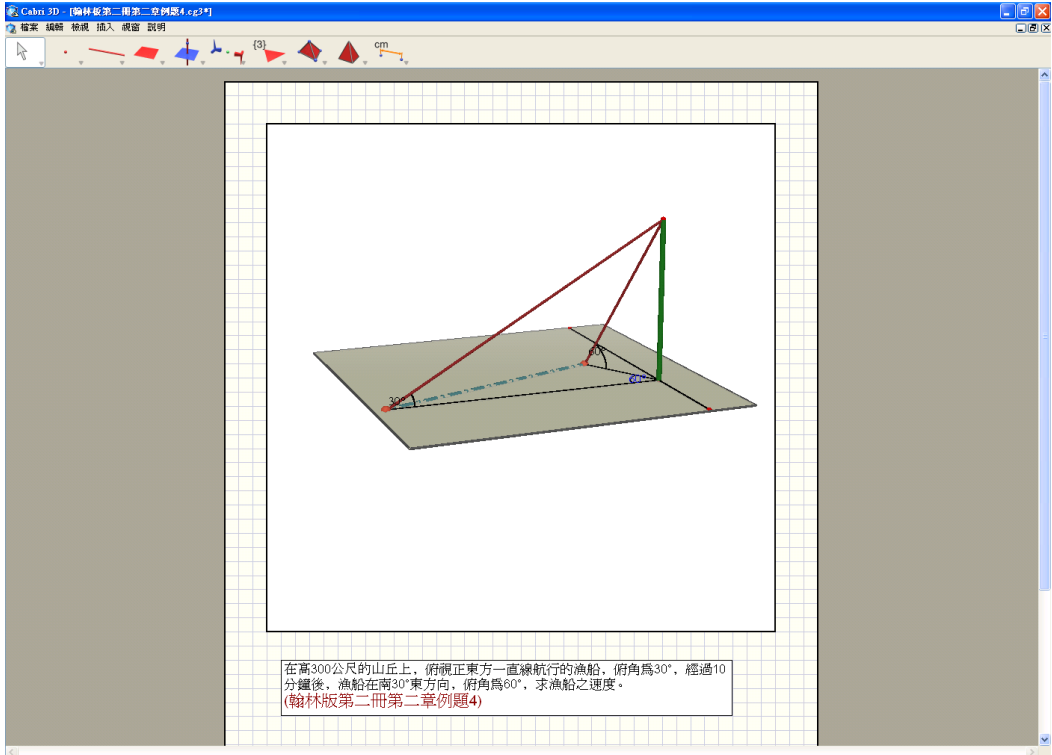 Cabri 3D - [翰林板第二冊第二章例題4.cg3*]
檔案 編輯 檢視 插入 視窗 說明
{3}
cm
60°
30°
在高300公尺的山丘上，俯視正東方一直線航行的漁船，俯角為30°，經過10
分鐘後，漁船在南30°東方向，俯角為60°，求漁船之速度。
(翰林版第二冊第二章例題4)